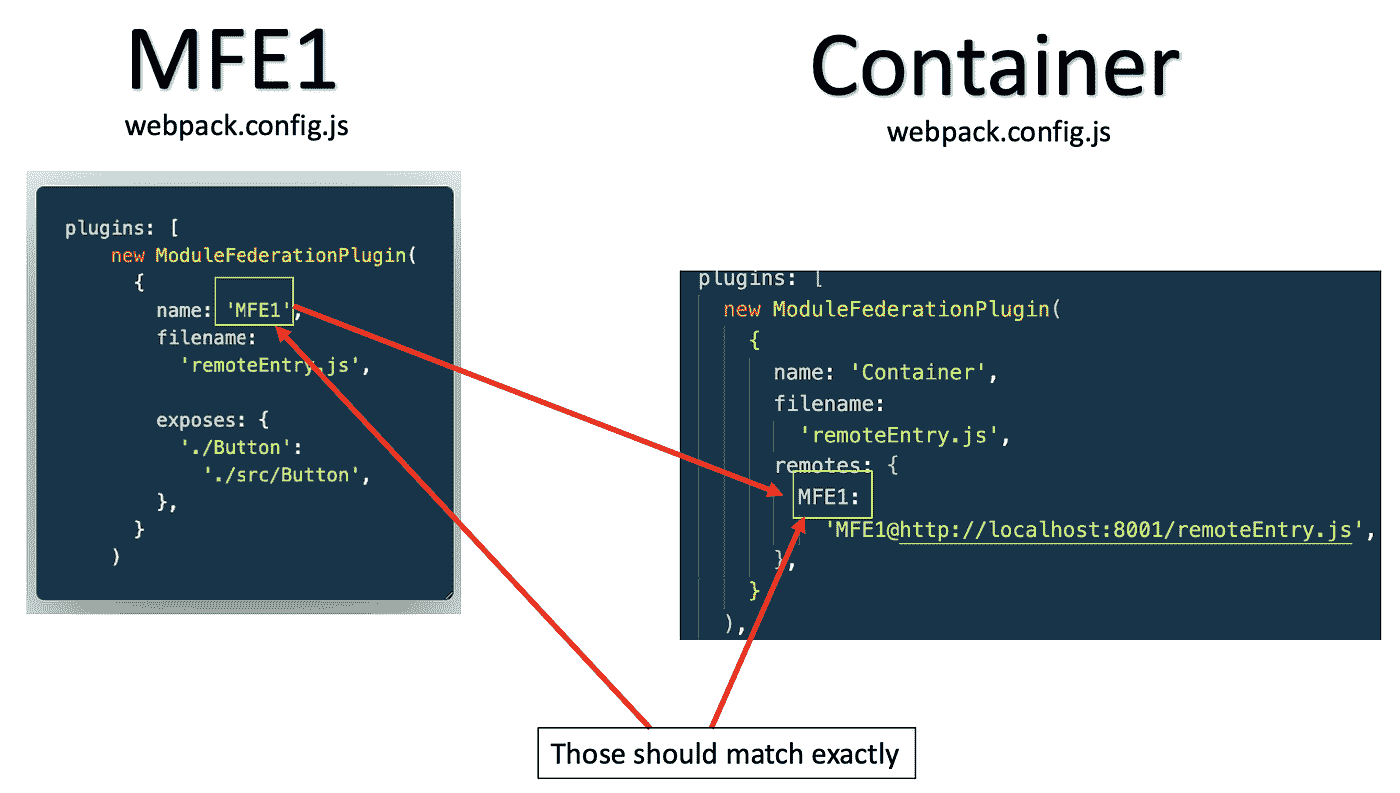 MFE1
webpack.config.js
plugins: [
new ModuleFederationPlugin(
{
name: 'MFE1',
filename:
'remoteEntry.js',
exposes: {
'./Button':
'./src/Button',
},
}
)
Container
webpack.config.js
plugins: [
new ModuleFederationPlugin(
{
name: 'Container',
filename:
'remoteEntry.js',
remotes: {
MFE1:
'MFE1@http://localhost:8001/remoteEntry.js',
},
}
),
Those should match exactly